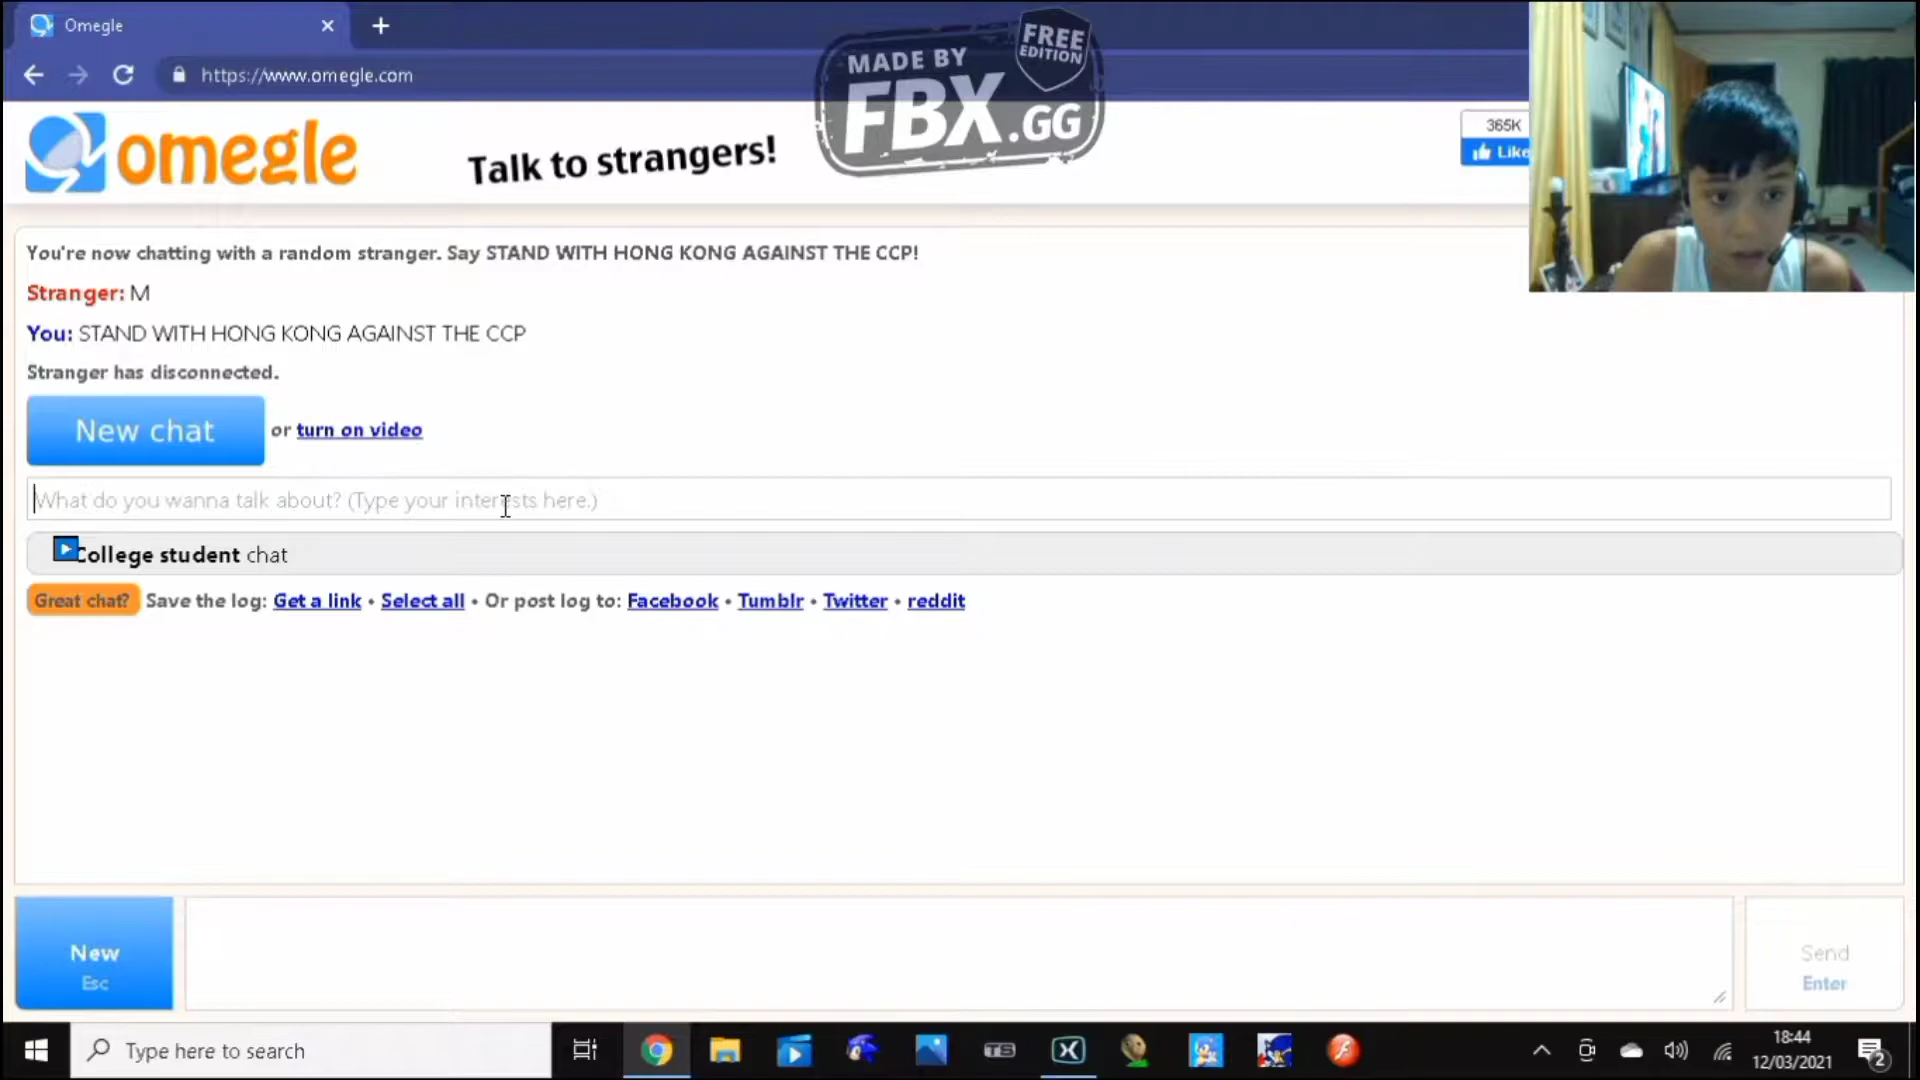 Omegle
https://www.omegle.com
MADE BY
FBX.GG
FREE
EDITION
omegle
Talk to strangers!
365K
Like
You're now chatting with a random stranger. Say STAND WITH HONG KONG AGAINST THE CCP!
Stranger: M
You: STAND WITH HONG KONG AGAINST THE CCP
Stranger has disconnected.
New chat or turn on video
What do you wanna talk about? (Type your interests here.)
College student chat
Great chat? Save the log: Get a link • Select all • Or post log to: Facebook • Tumblr • Twitter • reddit
New
Esc
Send
Enter
Type here to search
TS
18:44
12/03/2021
2